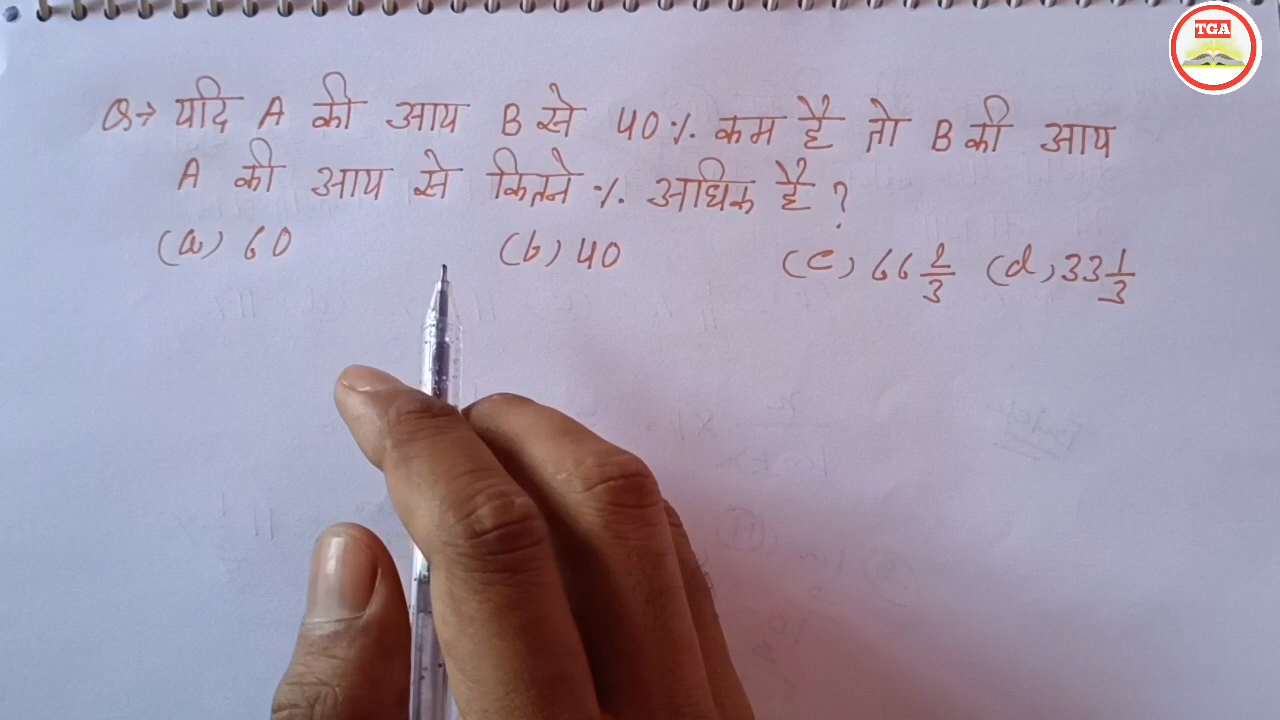 TGA
Q→ यदि A की आय B से 40% कम है तो B की आय
A की आय से कितने % अधिक है ?
(a) 60 (b) 40 (c) 66 2/3 (d) 33 1/3